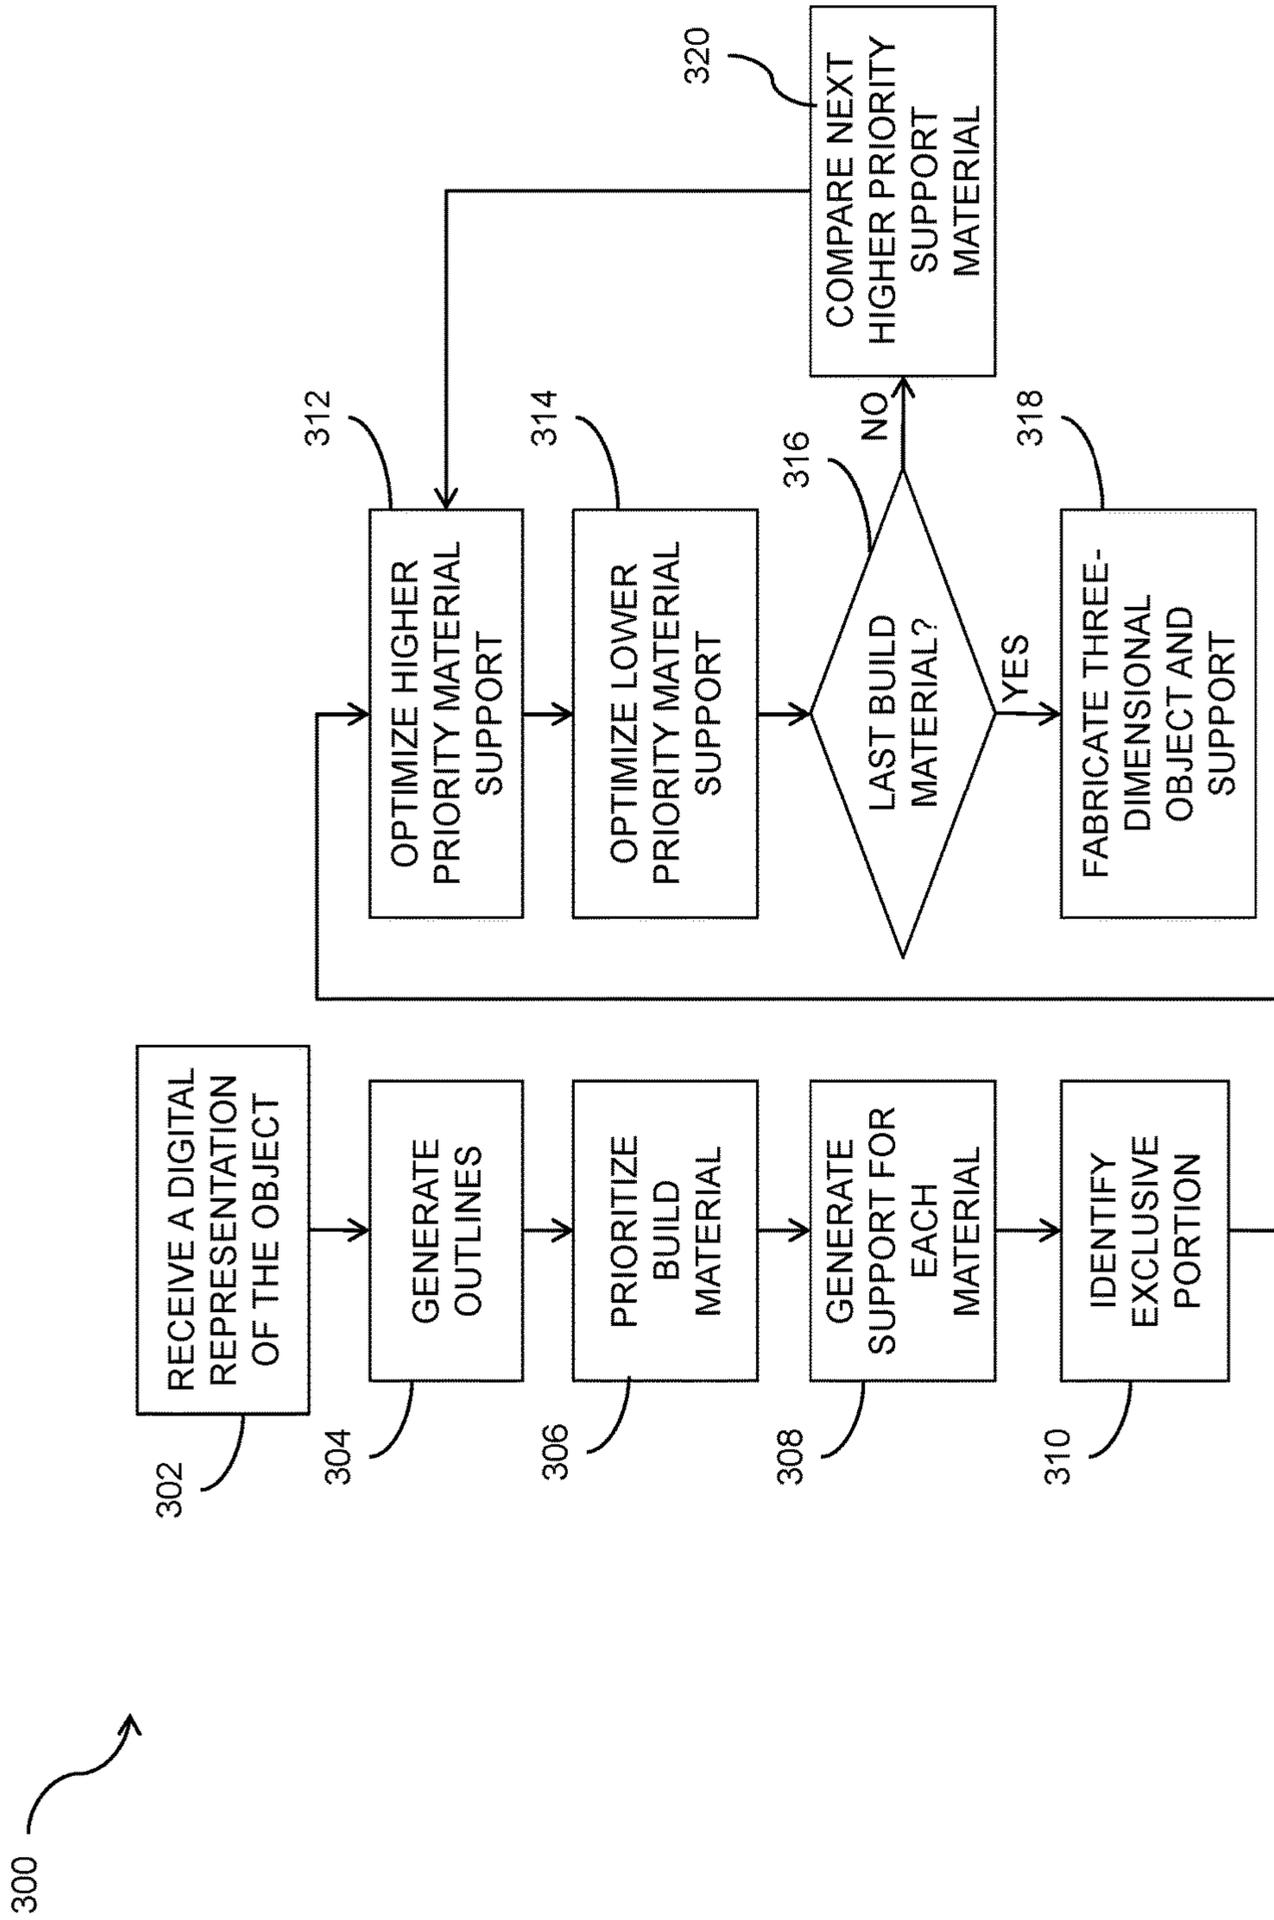 300
302
RECEIVE A DIGITAL
REPRESENTATION
OF THE OBJECT
304
GENERATE
OUTLINES
306
PRIORITIZE
BUILD
MATERIAL
308
GENERATE
SUPPORT FOR
EACH
MATERIAL
310
IDENTIFY
EXCLUSIVE
PORTION
312
OPTIMIZE HIGHER
PRIORITY MATERIAL
SUPPORT
314
OPTIMIZE LOWER
PRIORITY MATERIAL
SUPPORT
316
LAST BUILD
MATERIAL?
NO
YES
318
FABRICATE THREE-
DIMENSIONAL
OBJECT AND
SUPPORT
320
COMPARE NEXT
HIGHER PRIORITY
SUPPORT
MATERIAL